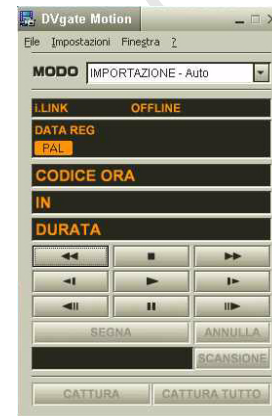 DVgate Motion
File Impostazioni Finestra ?
MODO IMPORTAZIONE - Auto
i.LINK OFFLINE
DATA REG
PAL
CODICE ORA
IN
DURATA
SEGNA ANNULLA
SCANSIONE
CATTURA CATTURA TUTTO